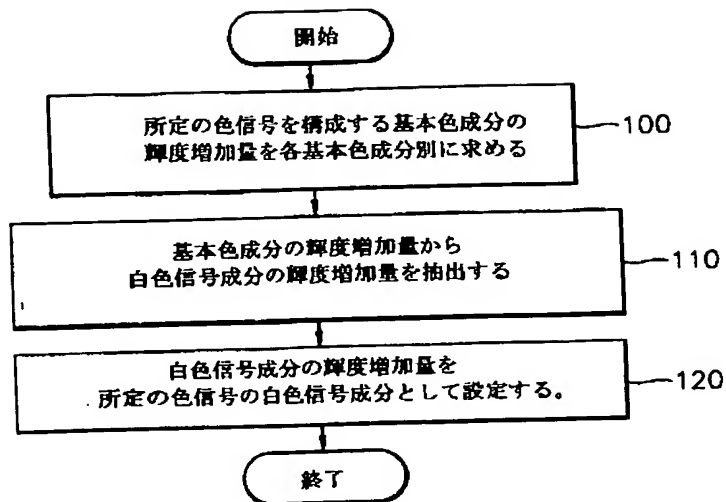 開始
所定の色信号を構成する基本色成分の
輝度増加量を各基本色成分別に求める
100
基本色成分の輝度増加量から
白色信号成分の輝度増加量を抽出する
110
白色信号成分の輝度増加量を
所定の色信号の白色信号成分として設定する。
120
終了